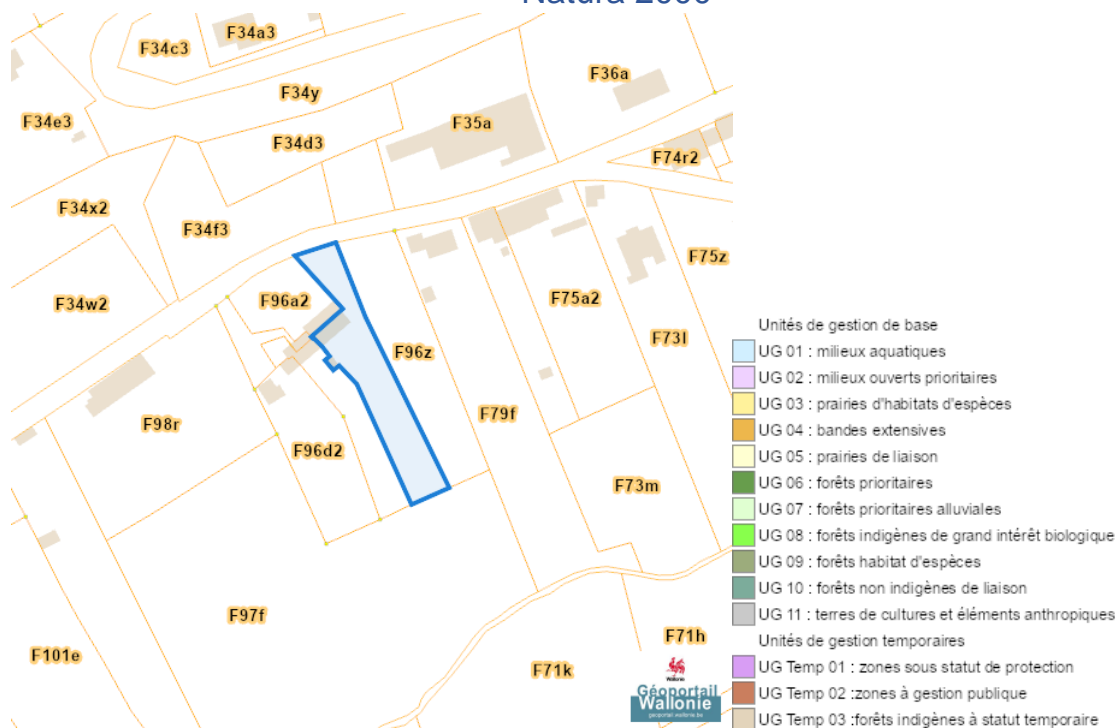 Natura 2000
F34c3
F34a3
F34y
F36a
F34e3
F35a
F34d3
F74r2
F34x2
F34f3
F75z
F34w2
F96a2
F75a2
F96z
F73l
F98r
F79f
F96d2
F73m
F97f
F101e
F71k
F71h
Wallonie
Géoportail
Wallonie
geoportail.wallonie.be
Unités de gestion de base
UG 01 : milieux aquatiques
UG 02 : milieux ouverts prioritaires
UG 03 : prairies d'habitats d'espèces
UG 04 : bandes extensives
UG 05 : prairies de liaison
UG 06 : forêts prioritaires
UG 07 : forêts prioritaires alluviales
UG 08 : forêts indigènes de grand intérêt biologique
UG 09 : forêts habitat d'espèces
UG 10 : forêts non indigènes de liaison
UG 11 : terres de cultures et éléments anthropiques
Unités de gestion temporaires
UG Temp 01 : zones sous statut de protection
UG Temp 02 :zones à gestion publique
UG Temp 03 :forêts indigènes à statut temporaire